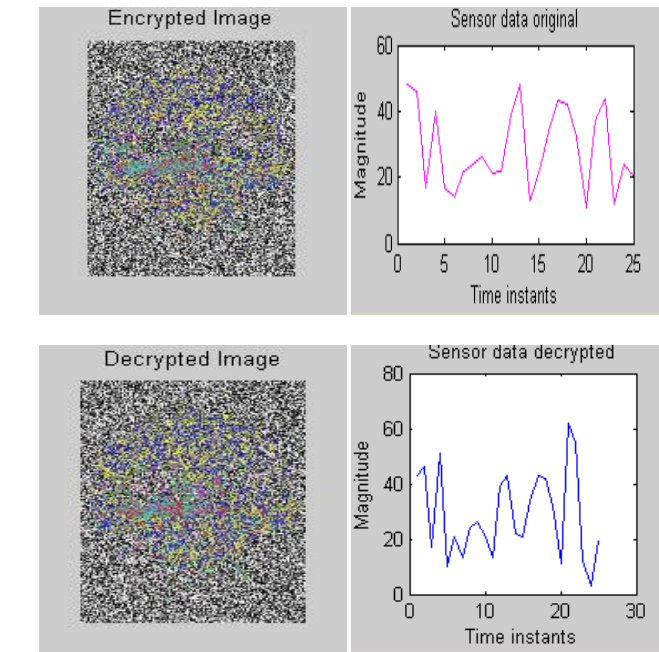 Encrypted Image
Sensor data original
60
40
20
0
Magnitude
0 5 10 15 20 25
Time instants
Decrypted Image
Sensor data decrypted
80
60
40
20
0
Magnitude
0 10 20 30
Time instants